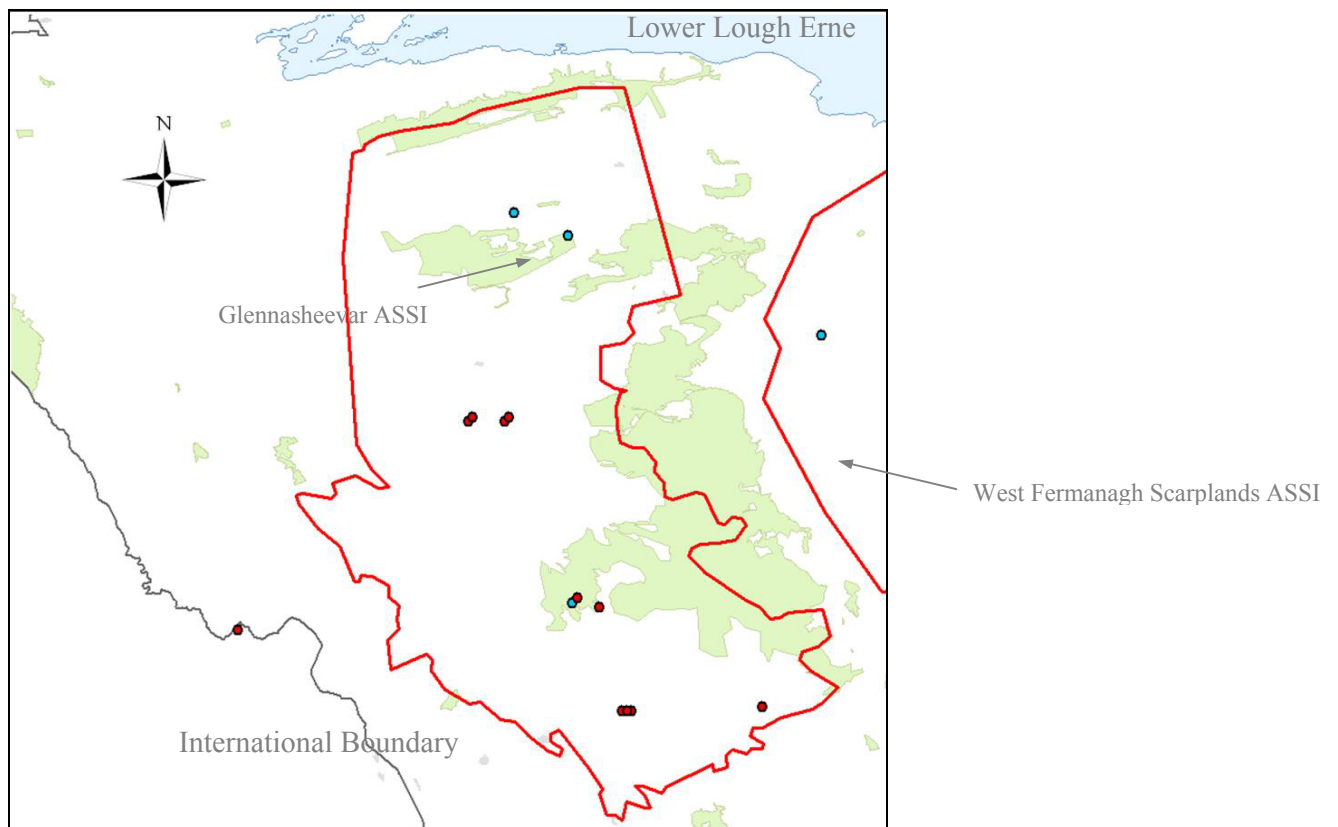 Lower Lough Erne
N
Glennasheevar ASSI
West Fermanagh Scarplands ASSI
International Boundary